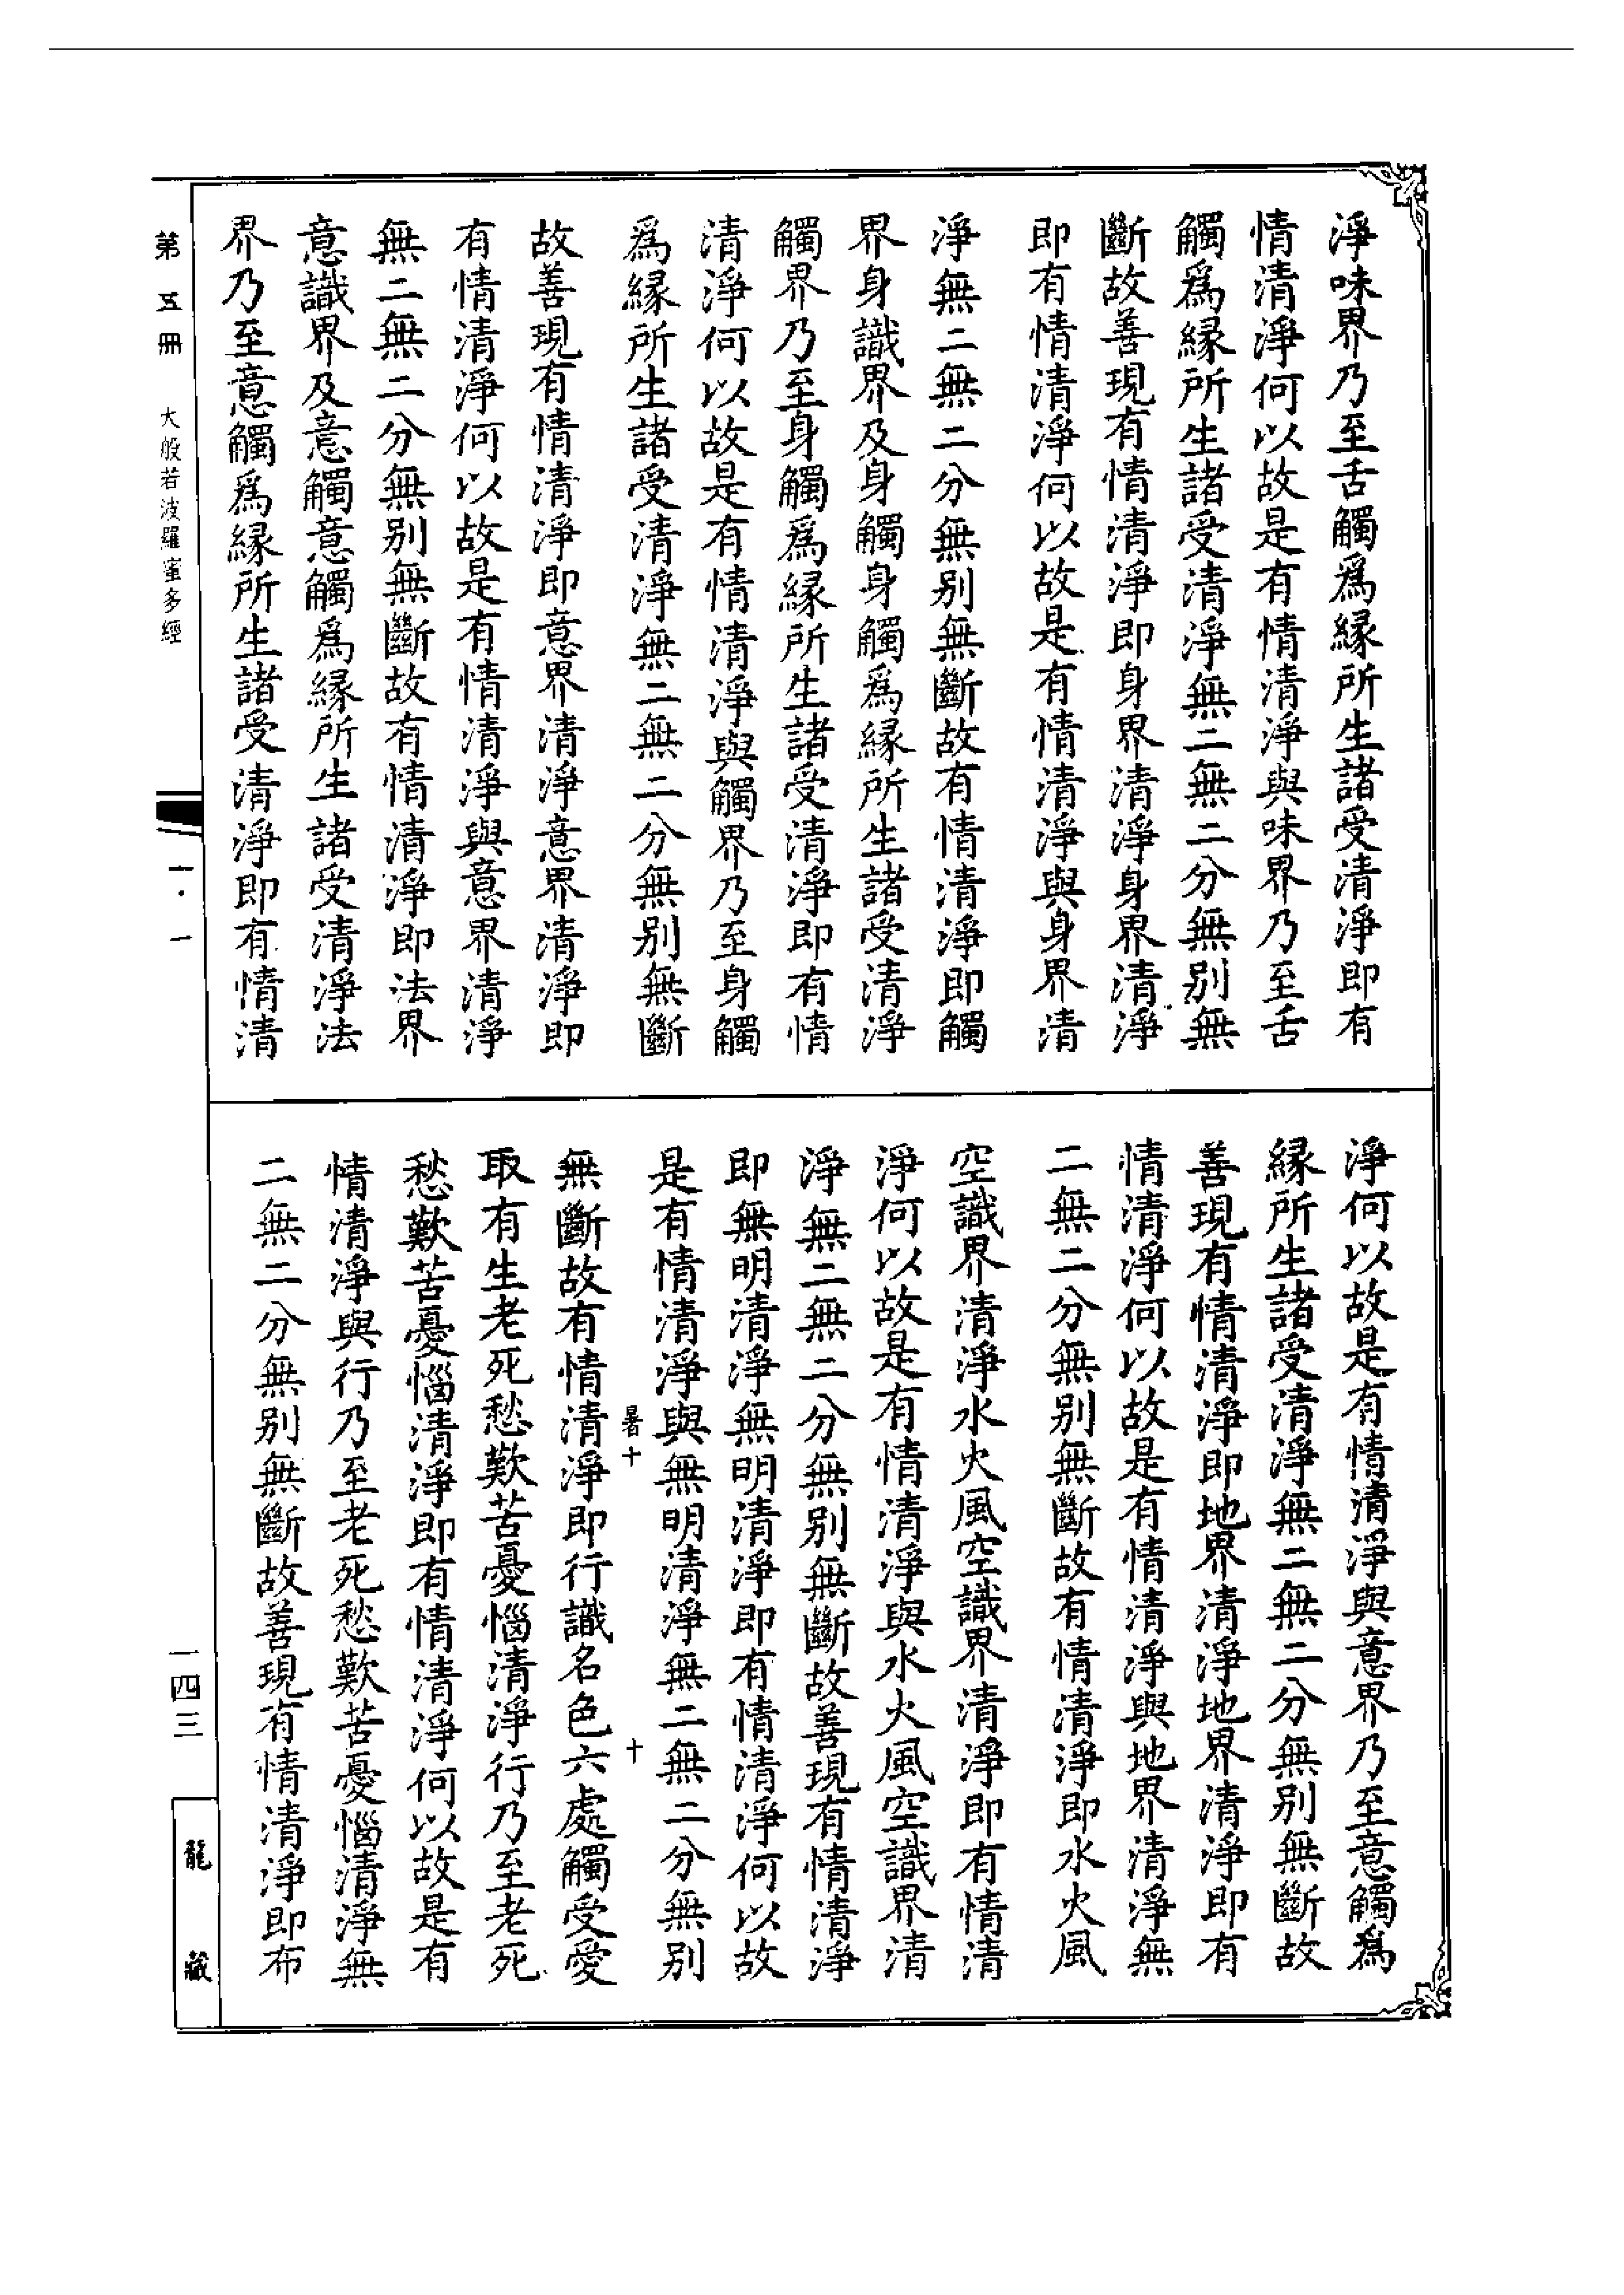 淨味界乃至舌觸爲縁所生諸受清淨即有
情清淨何以故是有情清淨與味界乃至舌
觸爲縁所生諸受清淨無二無二分無别無
斷故善現有情清淨即身界清淨身界清淨
即有情清淨何以故是有情清淨與身界清
淨無二無二分無别無斷故有情清淨即觸
界身識界及身觸身觸爲縁所生諸受清淨
觸界乃至身觸爲縁所生諸受清淨即有情
清淨何以故是有情清淨與觸界乃至身觸
爲縁所生諸受清淨無二無二分無别無斷
故善現有情清淨即意界清淨意界清淨即
有情清淨何以故是有情清淨與意界清淨
無二無二分無别無斷故有情清淨即法界
意識界及意觸意觸爲縁所生諸受清淨法
界乃至意觸爲縁所生諸受清淨即有情清
淨何以故是有情清淨與意界乃至意觸爲
縁所生諸受清淨無二無二分無别無斷故
善現有情清淨即地界清淨地界清淨即有
情清淨何以故是有情清淨與地界清淨無
二無二分無别無斷故有情清淨即水火風
空識界清淨水火風空識界清淨即有情清
淨何以故是有情清淨與水火風空識界清
淨無二無二分無别無斷故善現有情清淨
即無明清淨無明清淨即有情清淨何以故
是有情清淨與無明清淨無二無二分無别
暑十 十
無斷故有情清淨即行識名色六處觸受愛
取有生老死愁歎苦憂惱清淨行乃至老死
愁歎苦憂惱清淨即有情清淨何以故是有
情清淨與行乃至老死愁歎苦憂惱清淨無
二無二分無别無斷故善現有情清淨即布
第五冊 大般若波羅蜜多經
一·一
一四三
龍藏